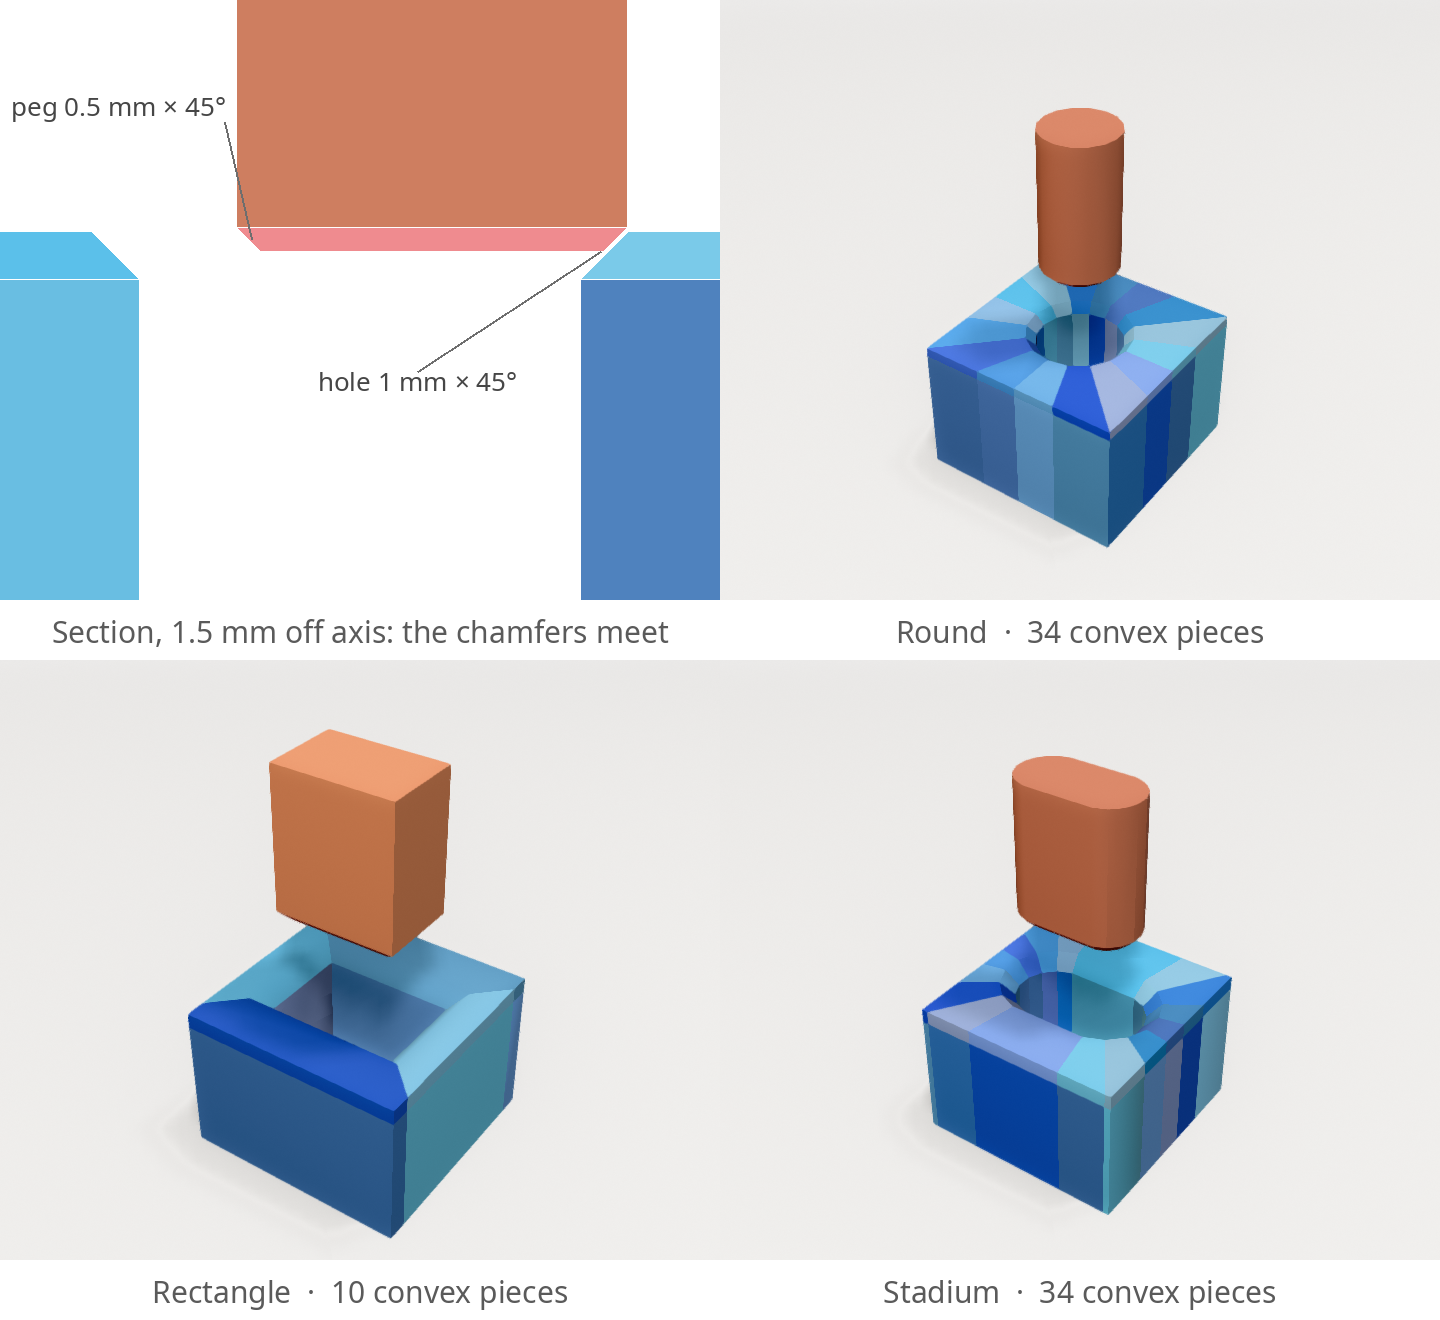 peg 0.5 mm × 45°
hole 1 mm × 45°
Section, 1.5 mm off axis: the chamfers meet
Round · 34 convex pieces
Rectangle · 10 convex pieces
Stadium · 34 convex pieces